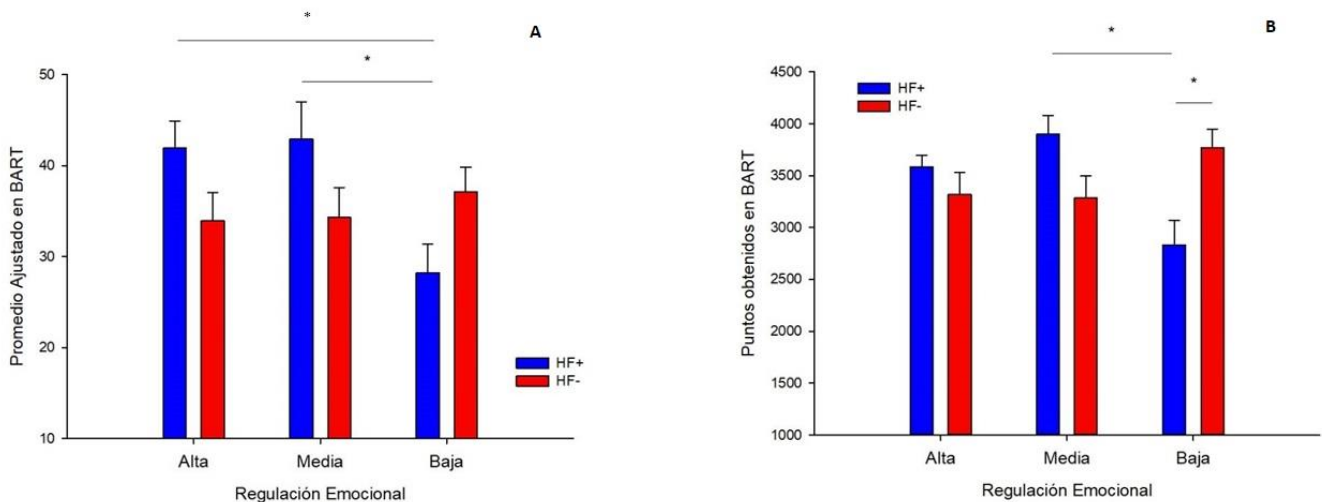 *
A
*
50
40
30
20
10
Promedio Ajustado en BART
HF+
HF-
Alta
Media
Baja
Regulación Emocional
B
*
*
4500
4000
3500
3000
2500
2000
1500
1000
Puntos obtenidos en BART
HF+
HF-
Alta
Media
Baja
Regulación Emocional